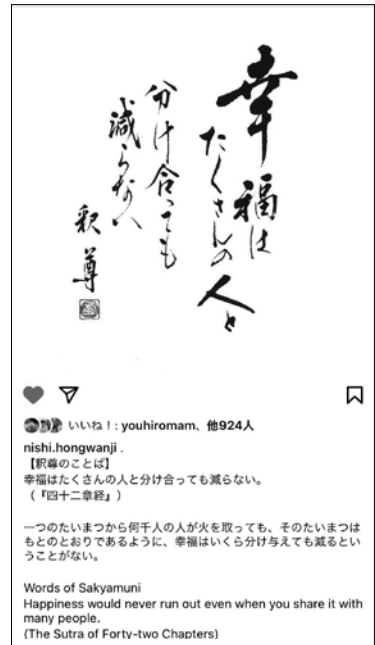 幸福は
たくさんの人と
分け合っても
減らない
釈尊
いいね！: youhiromam、他924人
nishi.hongwanji .
【釈尊のことば】
幸福はたくさんの人と分け合っても減らない。
（『四十二章経』）
一つのたいまつから何千人の人が火を取っても、そのたいまつは
もとのとおりであるように、幸福はいくら分け与えても減るとい
うことがない。
Words of Sakyamuni
Happiness would never run out even when you share it with
many people.
(The Sutra of Forty-two Chapters)